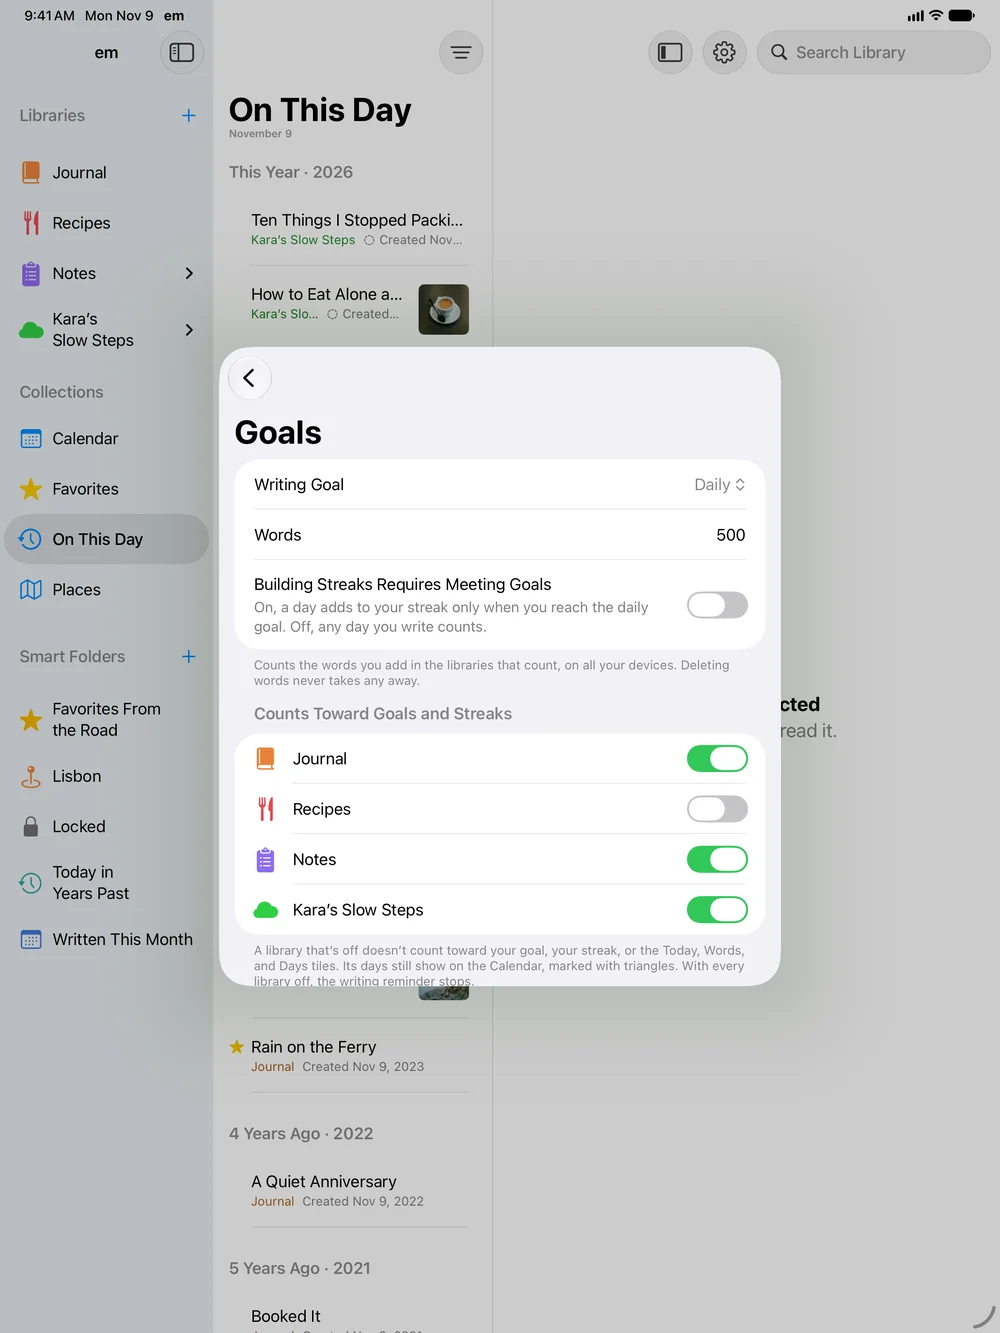 9:41 AM Mon Nov 9 em
em
Search Library
Libraries
Journal
Recipes
Notes
Kara’s
Slow Steps
Collections
Calendar
Favorites
On This Day
Places
Smart Folders
Favorites From
the Road
Lisbon
Locked
Today in
Years Past
Written This Month
On This Day
November 9
This Year · 2026
Ten Things I Stopped Packi...
Kara’s Slow Steps Created Nov...
How to Eat Alone a...
Kara’s Slo... Created...
Goals
Writing Goal Daily
Words 500
Building Streaks Requires Meeting Goals
On, a day adds to your streak only when you reach the daily
goal. Off, any day you write counts.
Counts the words you add in the libraries that count, on all your devices. Deleting
words never takes any away.
Counts Toward Goals and Streaks
Journal
Recipes
Notes
Kara’s Slow Steps
A library that’s off doesn’t count toward your goal, your streak, or the Today, Words,
and Days tiles. Its days still show on the Calendar, marked with triangles. With every
library off, the writing reminder stops.
cted
read it.
Rain on the Ferry
Journal Created Nov 9, 2023
4 Years Ago · 2022
A Quiet Anniversary
Journal Created Nov 9, 2022
5 Years Ago · 2021
Booked It